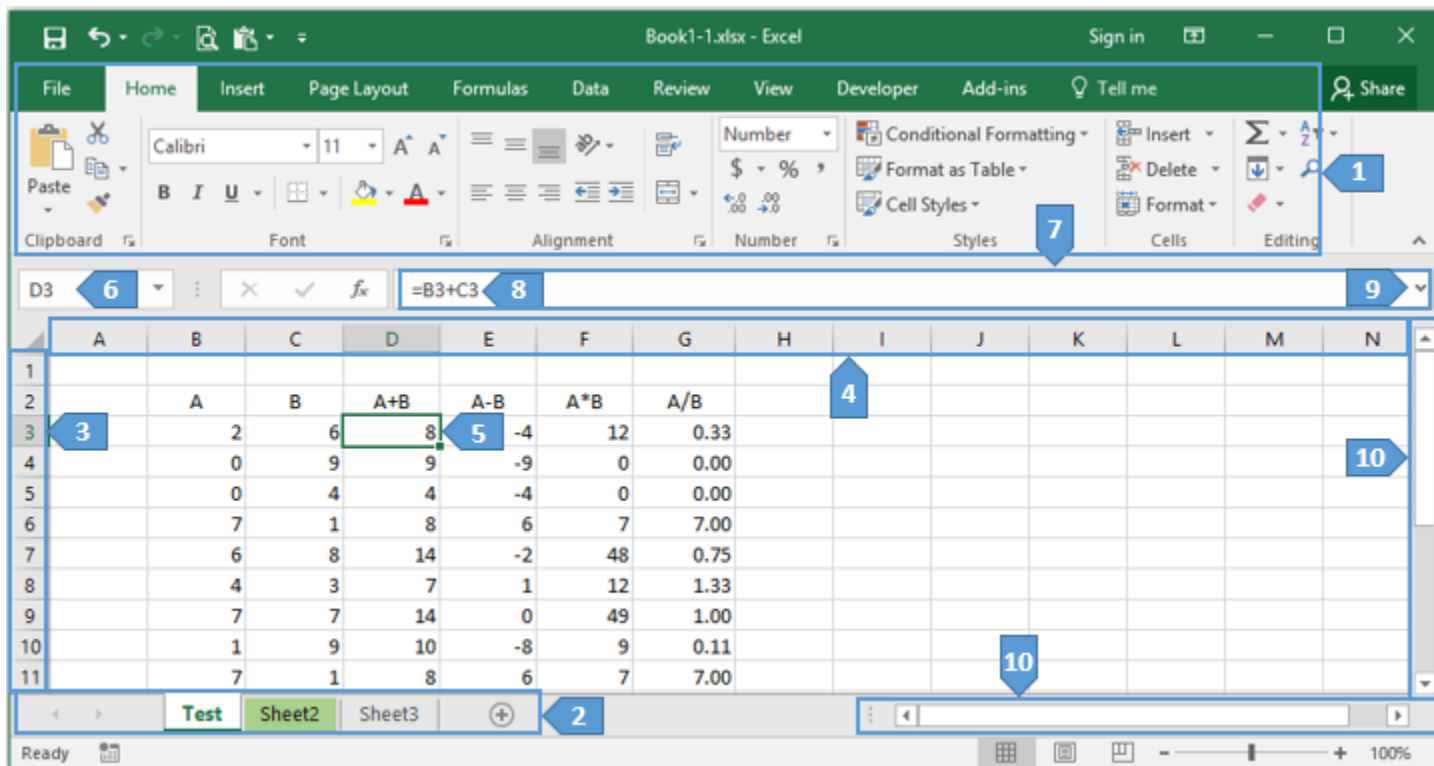 Book1-1.xlsx - Excel Sign in
File Home Insert Page Layout Formulas Data Review View Developer Add-ins Tell me Share
Calibri 11 A A Number Conditional Formatting Insert Σ A Z
Paste $ % , Format as Table Delete 1
B I U A .0 .00 .00 .0 Cell Styles Format
Clipboard Font Alignment Number Styles 7 Cells Editing
D3 6 fx =B3+C3 8 9
A B C D E F G H I J K L M N
1
2 A B A+B A-B A*B A/B 4
3 3 2 6 8 5 -4 12 0.33
4 0 9 9 -9 0 0.00 10
5 0 4 4 -4 0 0.00
6 7 1 8 6 7 7.00
7 6 8 14 -2 48 0.75
8 4 3 7 1 12 1.33
9 7 7 14 0 49 1.00
10 1 9 10 -8 9 0.11
11 7 1 8 6 7 7.00 10
Test Sheet2 Sheet3 2
Ready 100%